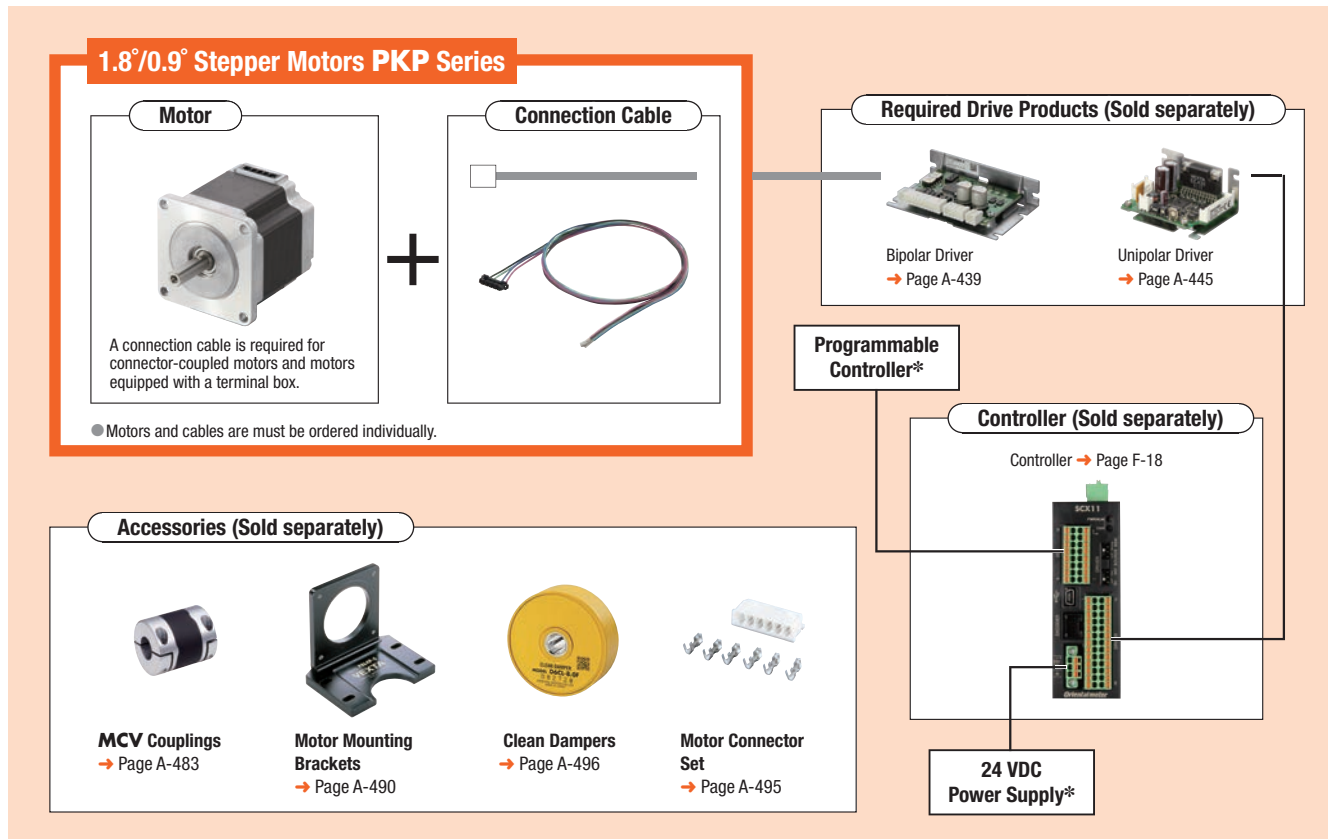 1.8˚/0.9˚ Stepper Motors PKP Series
Motor
A connection cable is required for
connector-coupled motors and motors
equipped with a terminal box.
Connection Cable
●Motors and cables are must be ordered individually.
Required Drive Products (Sold separately)
Bipolar Driver
➜ Page A-439
Unipolar Driver
➜ Page A-445
Programmable
Controller*
Controller (Sold separately)
Controller ➜ Page F-18
SCX11
Orientalmotor
24 VDC
Power Supply*
Accessories (Sold separately)
MCV Couplings
➜ Page A-483
VEXTA
Motor Mounting
Brackets
➜ Page A-490
CLEAN DAMPER
Clean Dampers
➜ Page A-496
Motor Connector
Set
➜ Page A-495